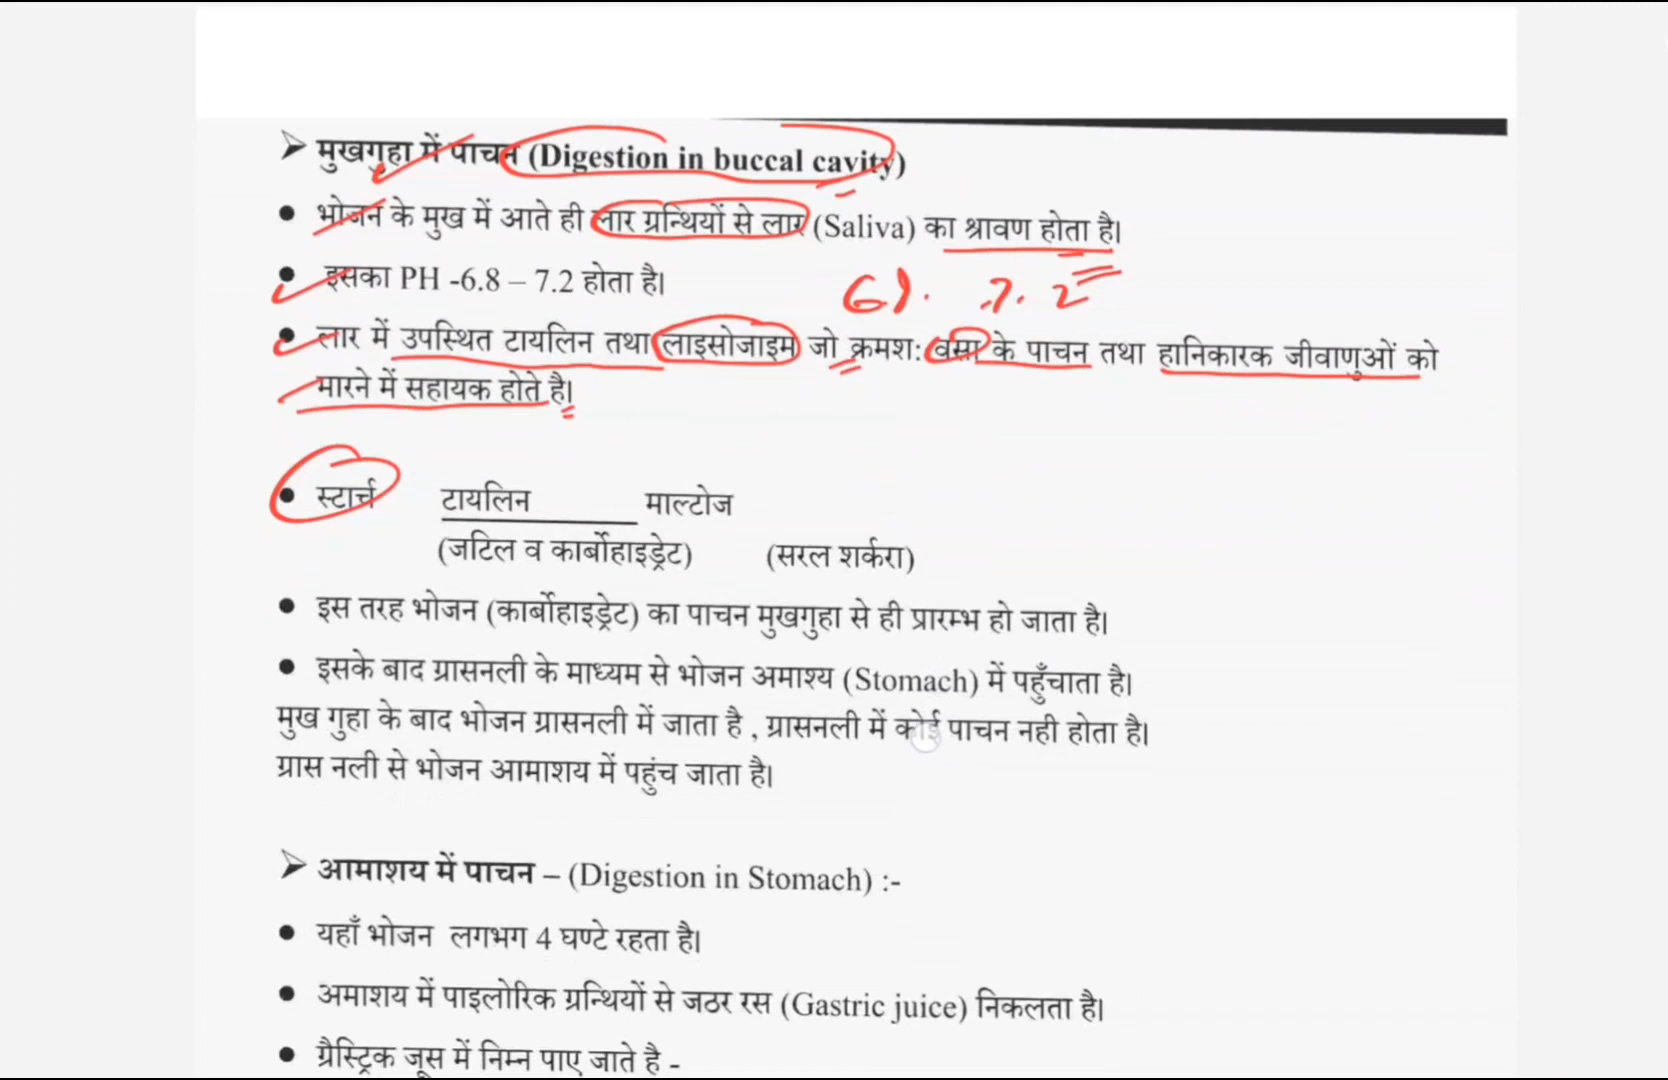 ➤ मुखगुहा में पाचन (Digestion in buccal cavity)
• भोजन के मुख में आते ही लार ग्रन्थियों से लार (Saliva) का श्रावण होता है।
• इसका PH -6.8 – 7.2 होता है।
7. 2
• लार में उपस्थित टायलिन तथा लाइसोजाइम जो क्रमश: वसा के पाचन तथा हानिकारक जीवाणुओं को
मारने में सहायक होते है।
• स्टार्च टायलिन माल्टोज
(जटिल व कार्बोहाइड्रेट) (सरल शर्करा)
• इस तरह भोजन (कार्बोहाइड्रेट) का पाचन मुखगुहा से ही प्रारम्भ हो जाता है।
• इसके बाद ग्रासनली के माध्यम से भोजन अमाश्य (Stomach) में पहुँचाता है।
मुख गुहा के बाद भोजन ग्रासनली में जाता है , ग्रासनली में कोई पाचन नही होता है।
ग्रास नली से भोजन आमाशय में पहुंच जाता है।
➤ आमाशय में पाचन – (Digestion in Stomach) :-
• यहाँ भोजन लगभग 4 घण्टे रहता है।
• अमाशय में पाइलोरिक ग्रन्थियों से जठर रस (Gastric juice) निकलता है।
• ग्रैस्ट्रिक जूस में निम्न पाए जाते है -